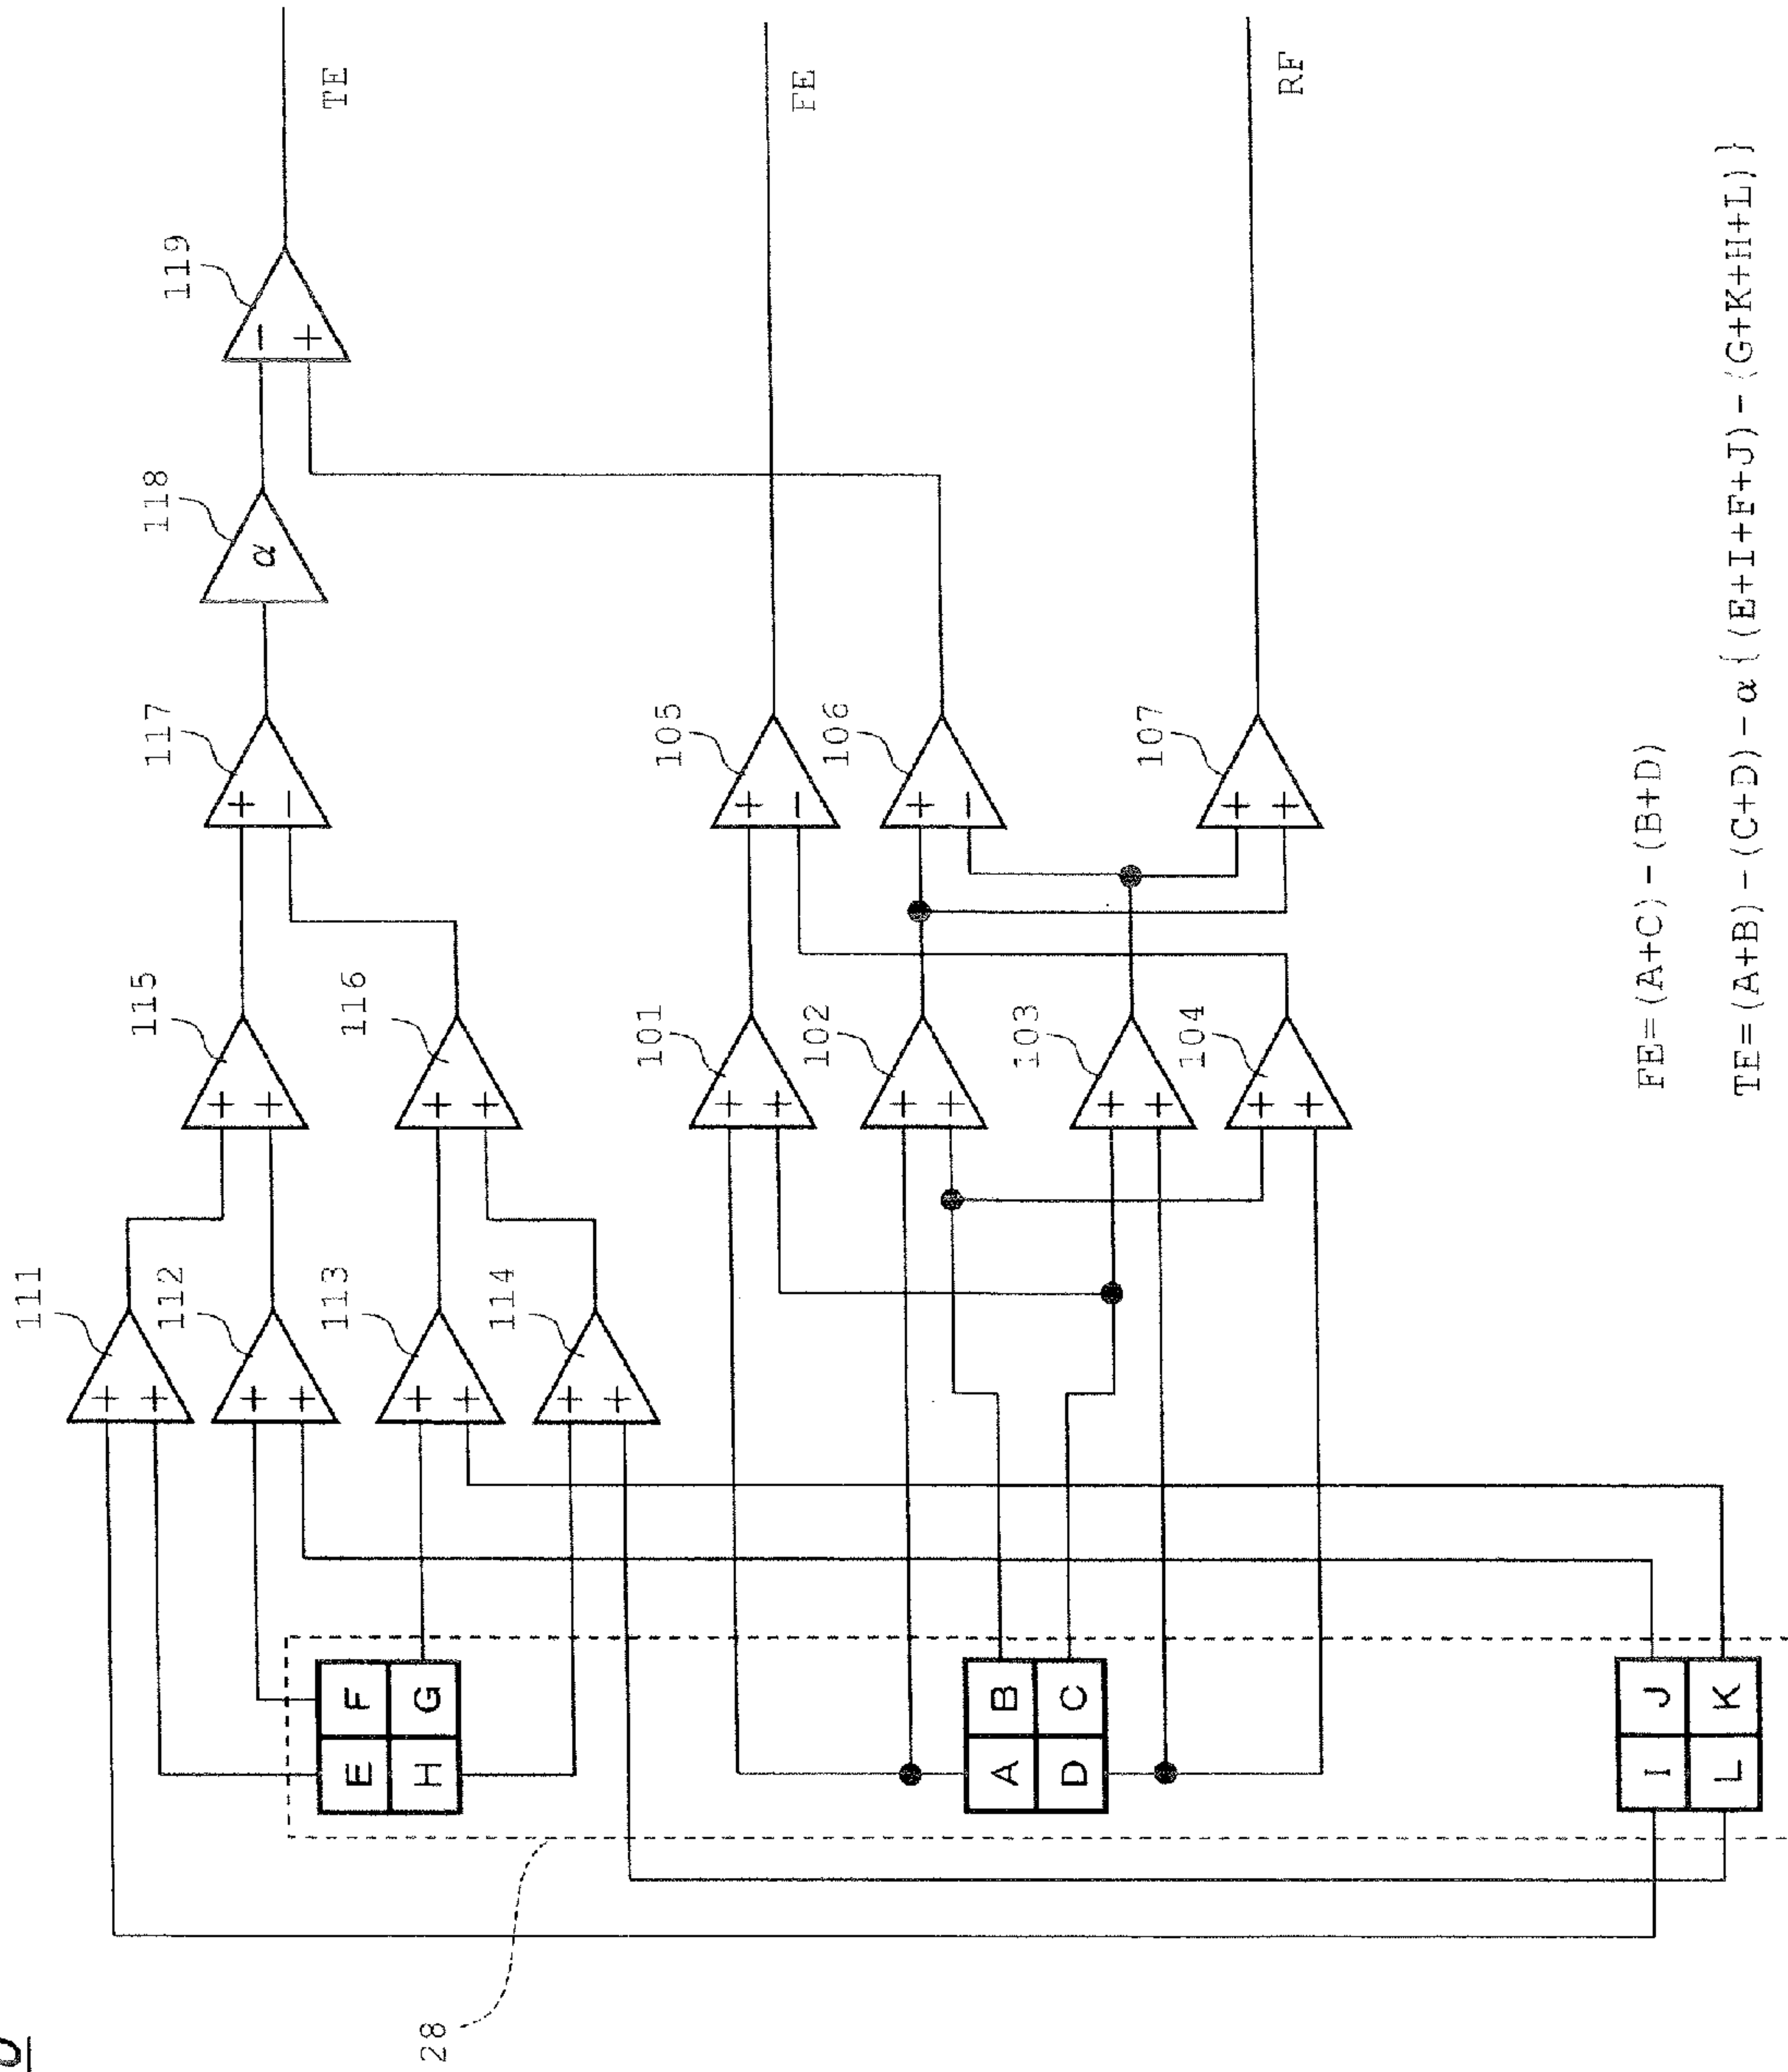 TE
FE
RF
119
118
α
− +
117
+ −
105
+ −
106
+ −
107
+ +
115
+ +
116
+ +
101
+ +
102
+ +
103
+ +
104
+ +
111
+ +
112
+ +
113
+ +
114
+ +
E F
H G
A B
D C
I J
L K
28
FE=(A+C)-(B+D)
TE=(A+B)-(C+D)-α{(E+I+F+J)-(G+K+H+L)}